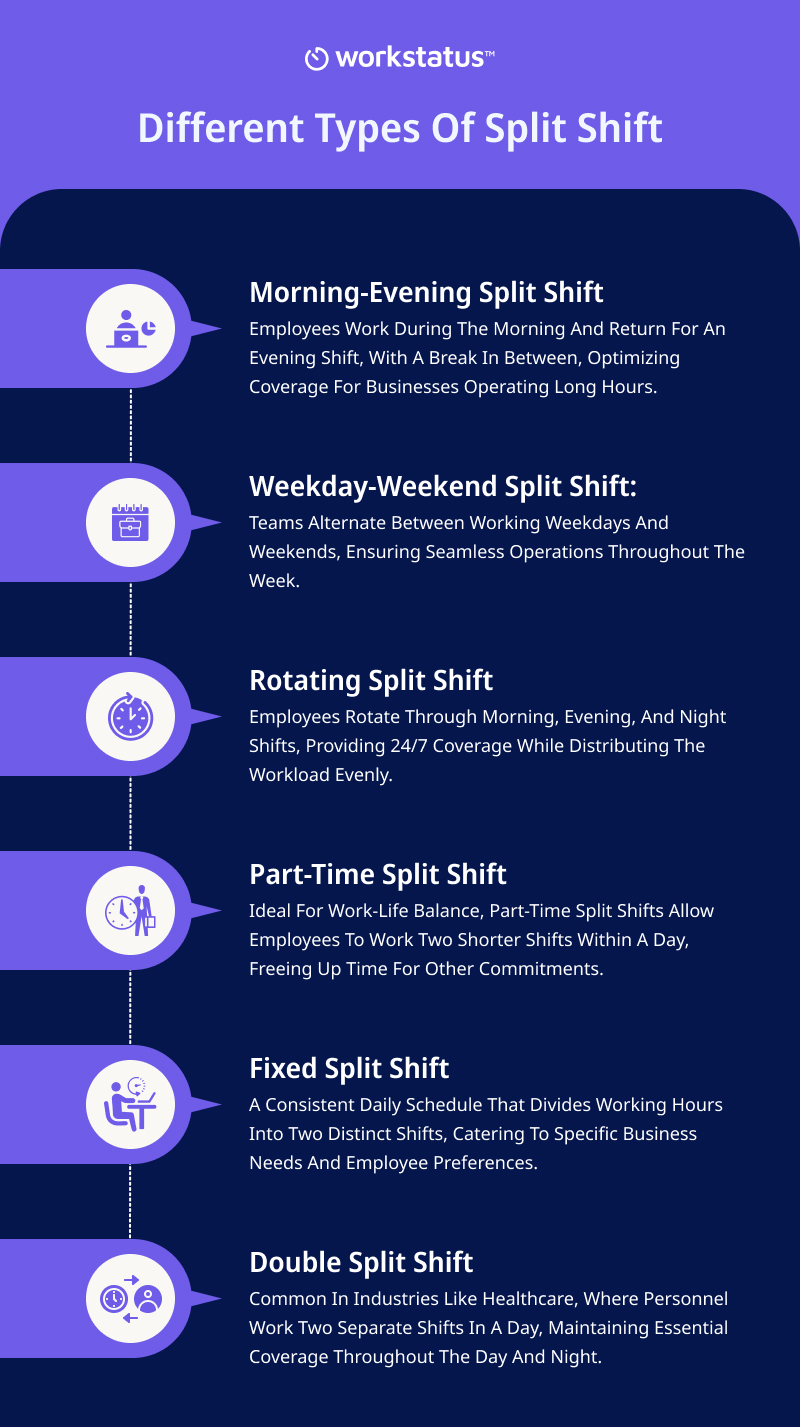 workstatus™
Different Types Of Split Shift
Morning-Evening Split Shift
Employees Work During The Morning And Return For An
Evening Shift, With A Break In Between, Optimizing
Coverage For Businesses Operating Long Hours.
Weekday-Weekend Split Shift:
Teams Alternate Between Working Weekdays And
Weekends, Ensuring Seamless Operations Throughout The
Week.
Rotating Split Shift
Employees Rotate Through Morning, Evening, And Night
Shifts, Providing 24/7 Coverage While Distributing The
Workload Evenly.
Part-Time Split Shift
Ideal For Work-Life Balance, Part-Time Split Shifts Allow
Employees To Work Two Shorter Shifts Within A Day,
Freeing Up Time For Other Commitments.
Fixed Split Shift
A Consistent Daily Schedule That Divides Working Hours
Into Two Distinct Shifts, Catering To Specific Business
Needs And Employee Preferences.
Double Split Shift
Common In Industries Like Healthcare, Where Personnel
Work Two Separate Shifts In A Day, Maintaining Essential
Coverage Throughout The Day And Night.